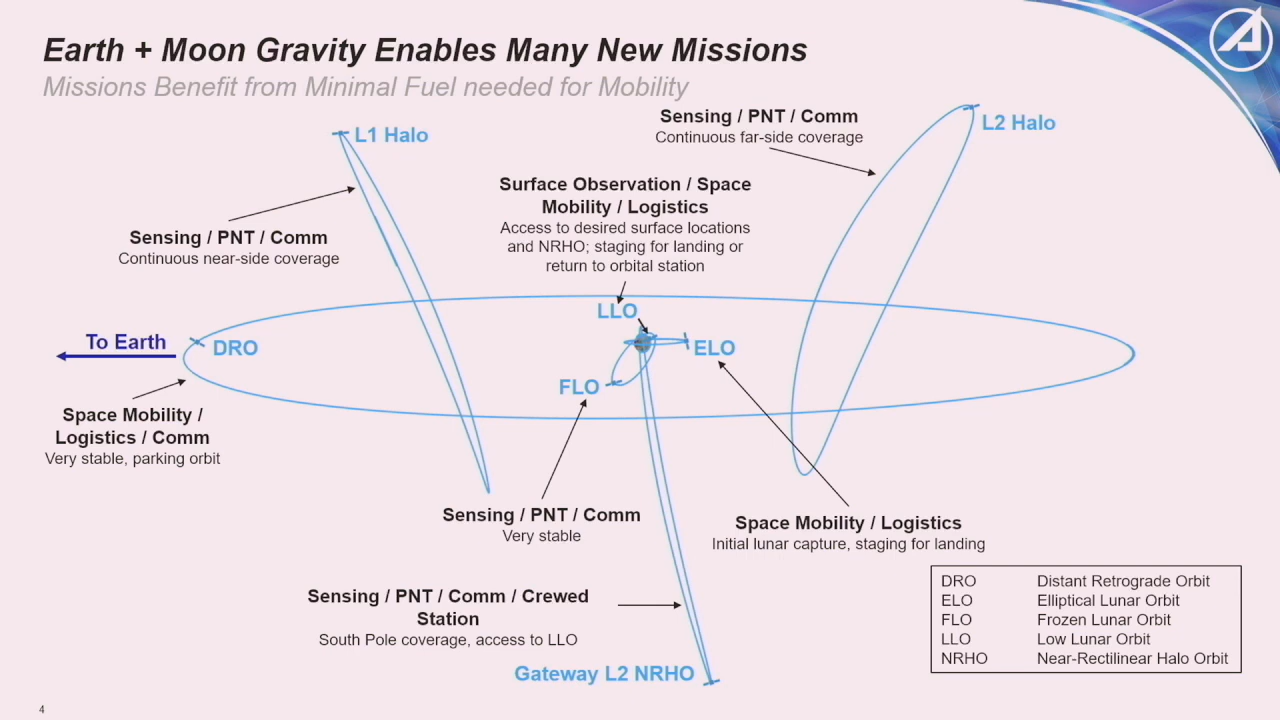 Earth + Moon Gravity Enables Many New Missions
Missions Benefit from Minimal Fuel needed for Mobility
L1 Halo
Sensing / PNT / Comm
Continuous far-side coverage
L2 Halo
Surface Observation / Space
Mobility / Logistics
Access to desired surface locations
and NRHO; staging for landing or
return to orbital station
Sensing / PNT / Comm
Continuous near-side coverage
LLO
To Earth
DRO
ELO
FLO
Space Mobility /
Logistics / Comm
Very stable, parking orbit
Sensing / PNT / Comm
Very stable
Space Mobility / Logistics
Initial lunar capture, staging for landing
Sensing / PNT / Comm / Crewed
Station
South Pole coverage, access to LLO
Gateway L2 NRHO
DRO Distant Retrograde Orbit
ELO Elliptical Lunar Orbit
FLO Frozen Lunar Orbit
LLO Low Lunar Orbit
NRHO Near-Rectilinear Halo Orbit
4